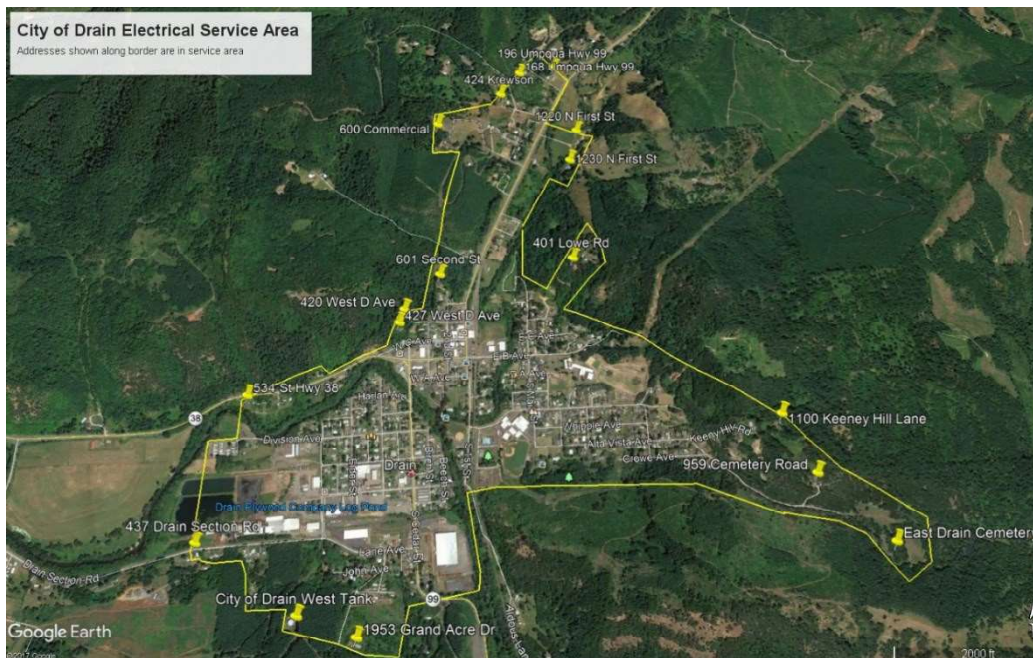 City of Drain Electrical Service Area
Addresses shown along border are in service area
196 Umpqua Hwy 99
168 Umpqua Hwy 99
424 Krewson
600 Commercial
1220 N First St
1230 N First St
401 Lowe Rd
601 Second St
420 West D Ave
427 West D Ave
E B Ave
534 St Hwy 38
38
Harlan Ave
1100 Keeney Hill Lane
Division Ave
Alta Vista Ave
Keeny Hill Rd
Crowe Ave
959 Cemetery Road
Drain
Drain Plywood Company Log Pond
437 Drain Section Rd
East Drain Cemeter
Lane Ave
John Ave
Drain Section Rd
99
City of Drain West Tank
1953 Grand Acre Dr
Google Earth
2000 ft